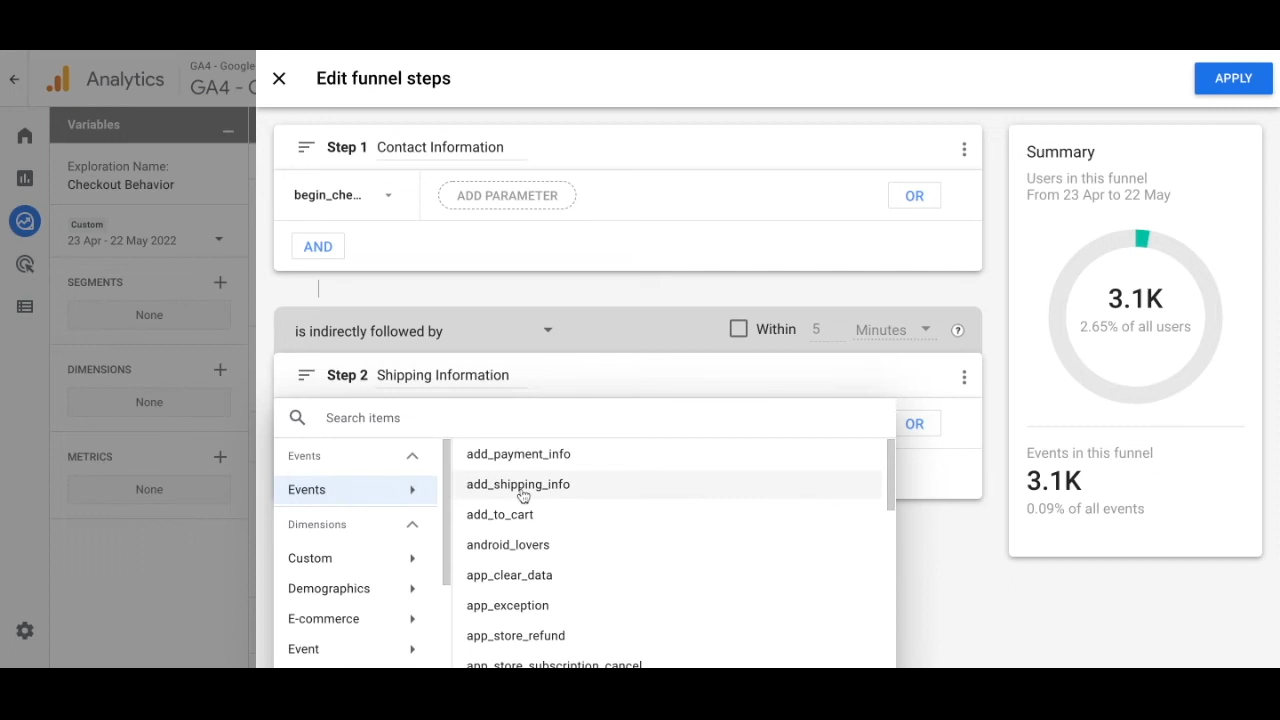 Analytics
GA4 - Google
GA4 - 
Edit funnel steps
APPLY
Variables
Exploration Name:
Checkout Behavior
Custom
23 Apr - 22 May 2022
SEGMENTS
None
DIMENSIONS
None
METRICS
None
Step 1 Contact Information
begin_che...
ADD PARAMETER
OR
AND
is indirectly followed by
Within 5 Minutes ?
Step 2 Shipping Information
OR
Search items
Events
Events
Dimensions
Custom
Demographics
E-commerce
Event
add_payment_info
add_shipping_info
add_to_cart
android_lovers
app_clear_data
app_exception
app_store_refund
app_store_subscription_cancel
Summary
Users in this funnel
From 23 Apr to 22 May
3.1K
2.65% of all users
Events in this funnel
3.1K
0.09% of all events